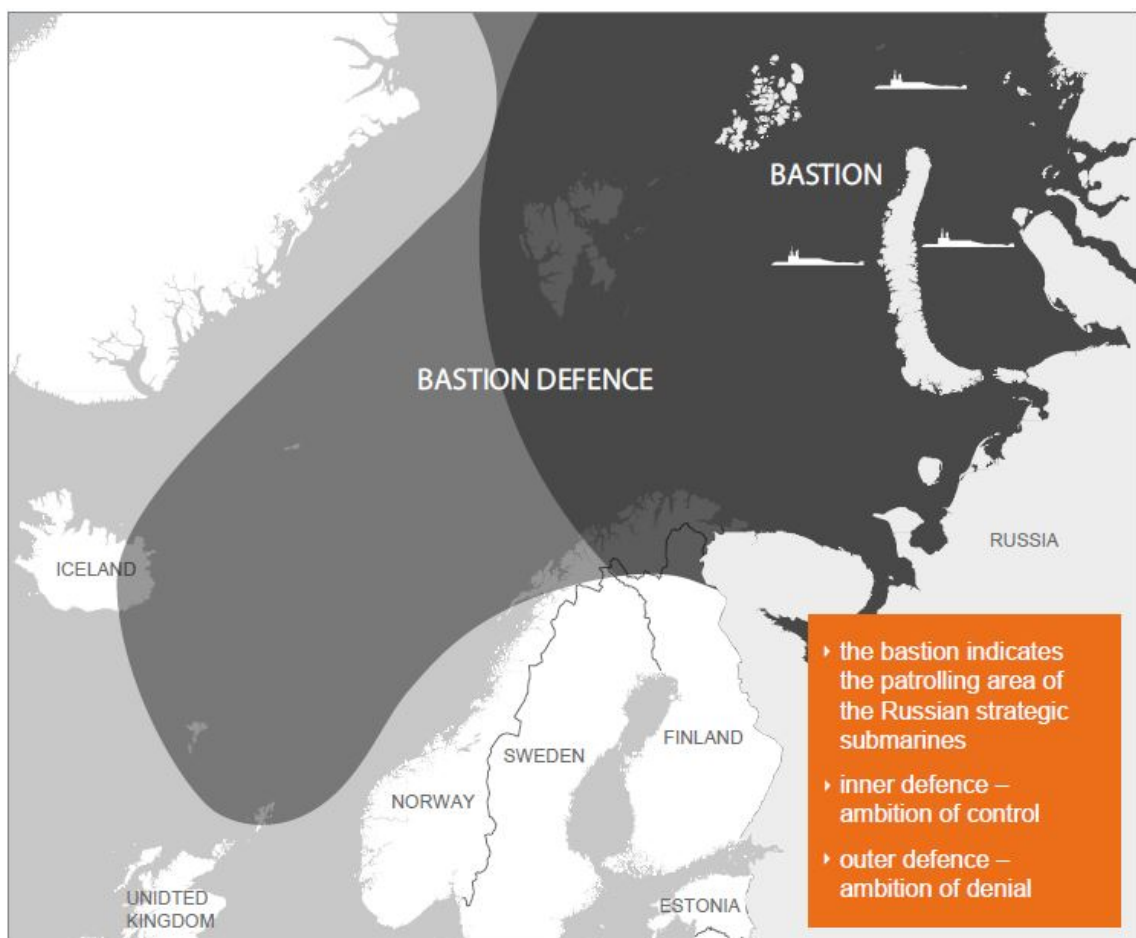 BASTION
BASTION DEFENCE
ICELAND
RUSSIA
SWEDEN
FINLAND
NORWAY
UNIDTED
KINGDOM
ESTONIA
‣ the bastion indicates
the patrolling area of
the Russian strategic
submarines
‣ inner defence –
ambition of control
‣ outer defence –
ambition of denial